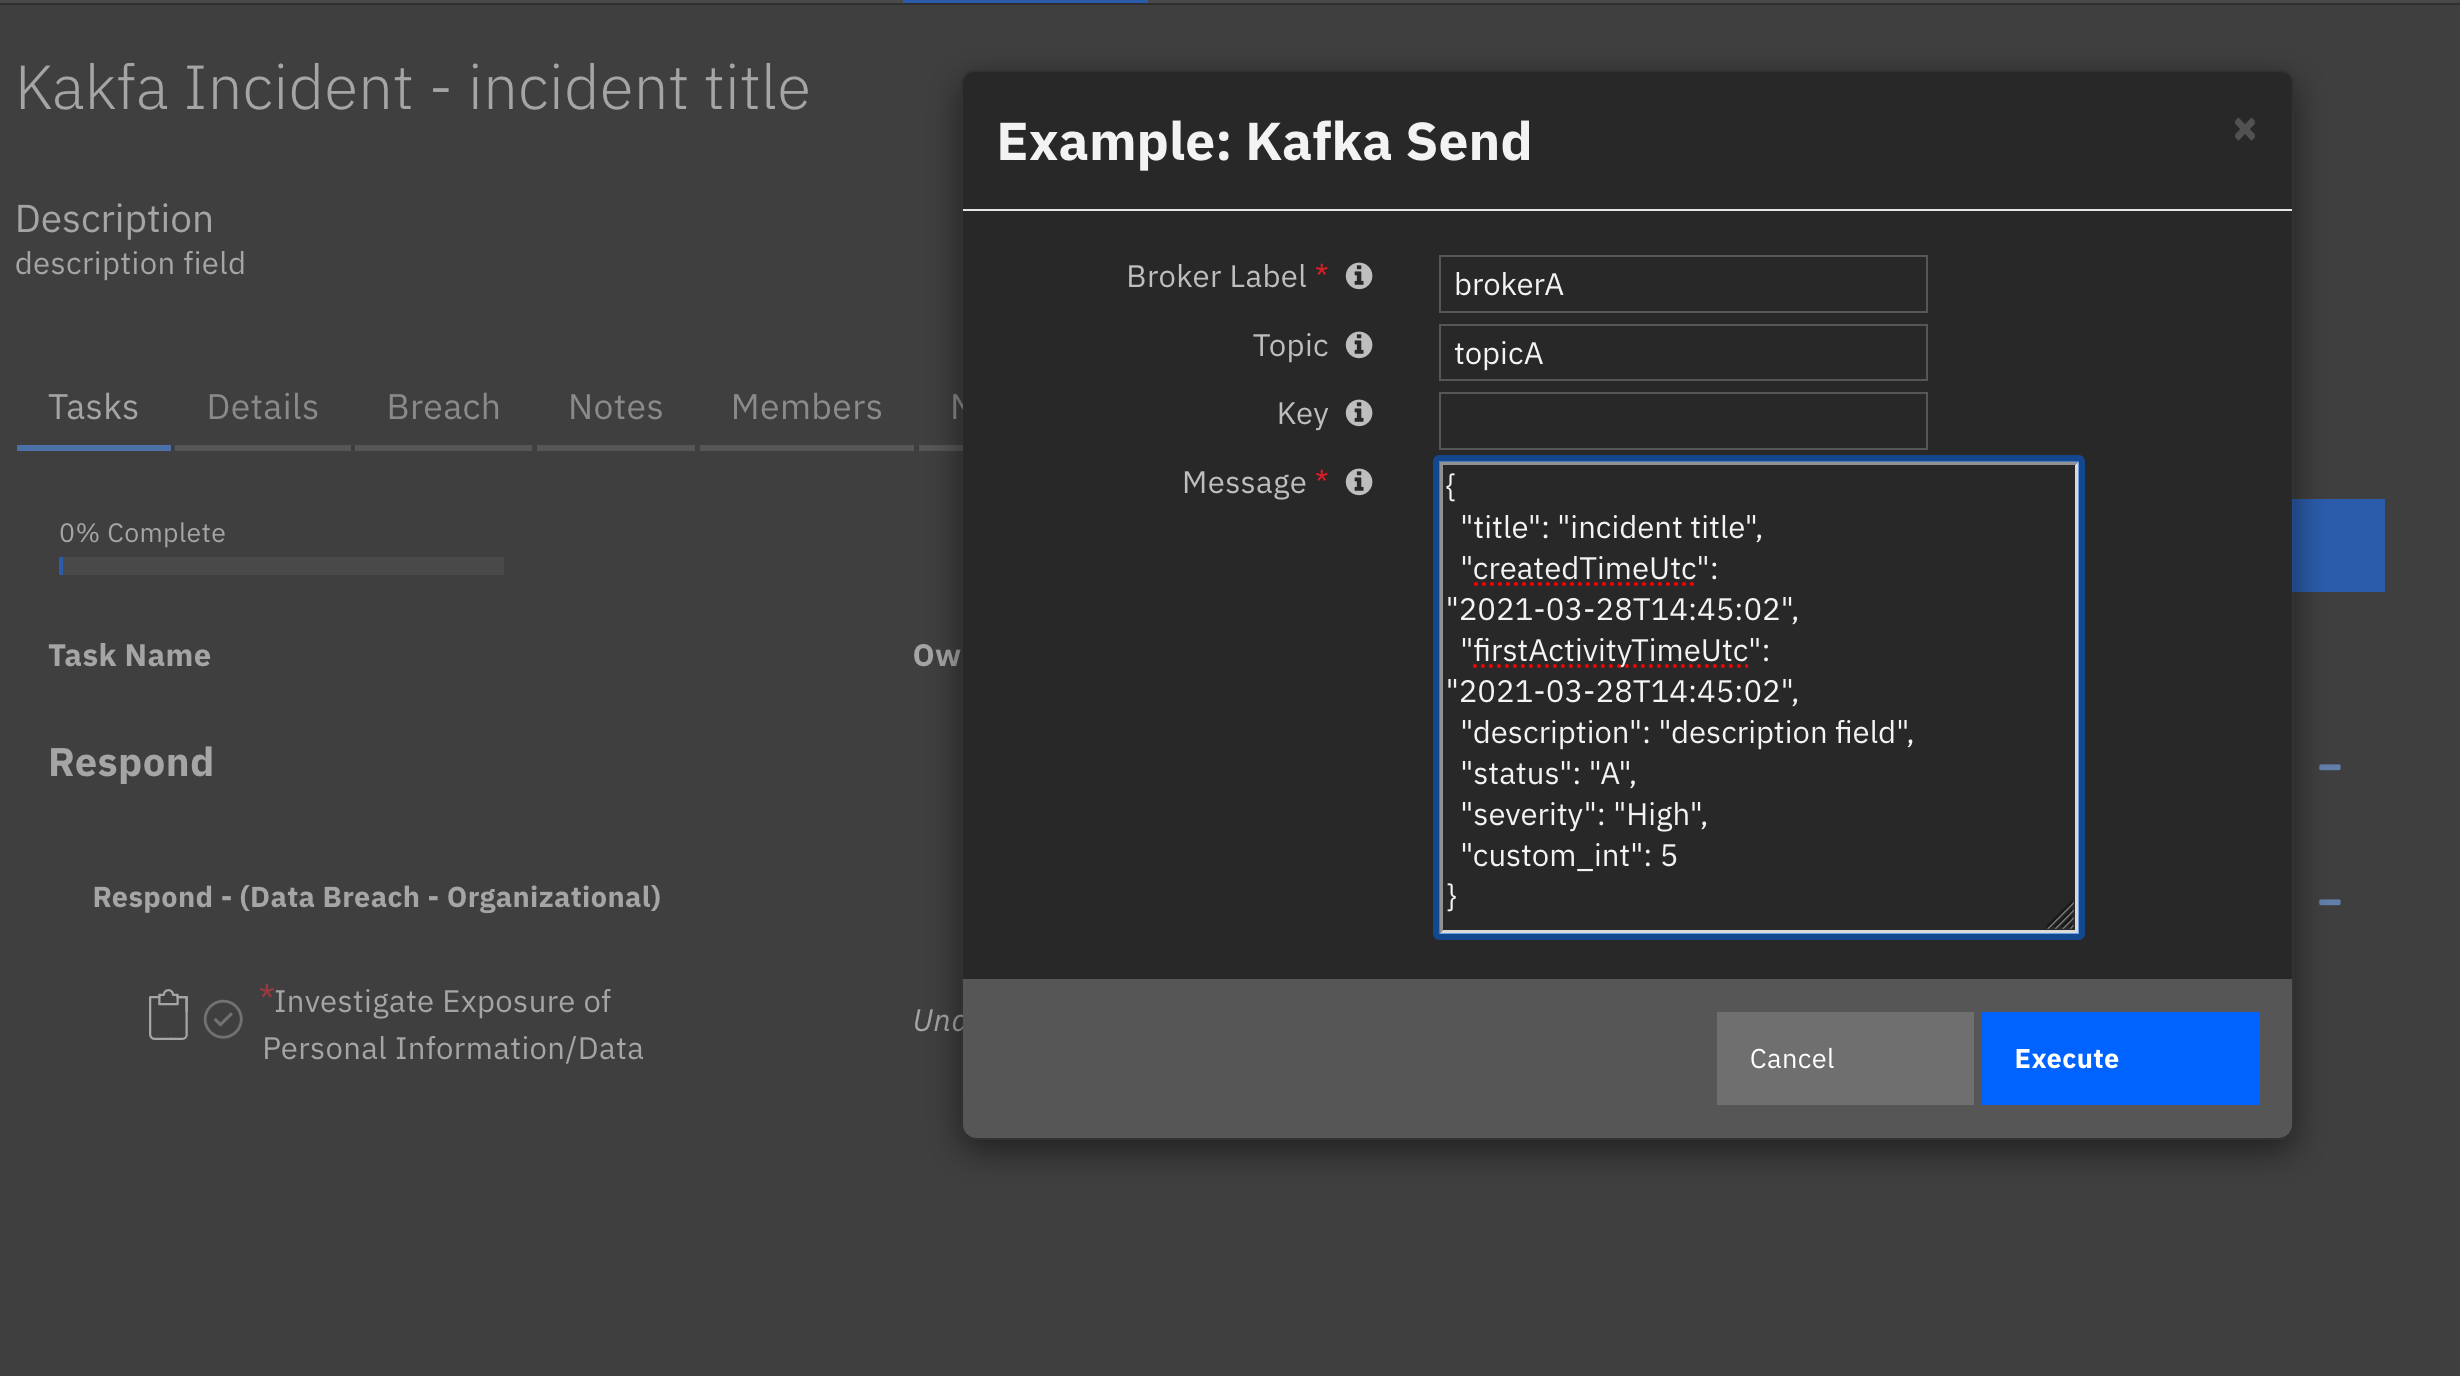 Kakfa Incident - incident title
Description
description field
Tasks Details Breach Notes Members
0% Complete
Task Name
Respond
Respond - (Data Breach - Organizational)
*Investigate Exposure of
Personal Information/Data
Example: Kafka Send
Broker Label * brokerA
Topic topicA
Key
Message *
{
"title": "incident title",
"createdTimeUtc":
"2021-03-28T14:45:02",
"firstActivityTimeUtc":
"2021-03-28T14:45:02",
"description": "description field",
"status": "A",
"severity": "High",
"custom_int": 5
}
Cancel Execute